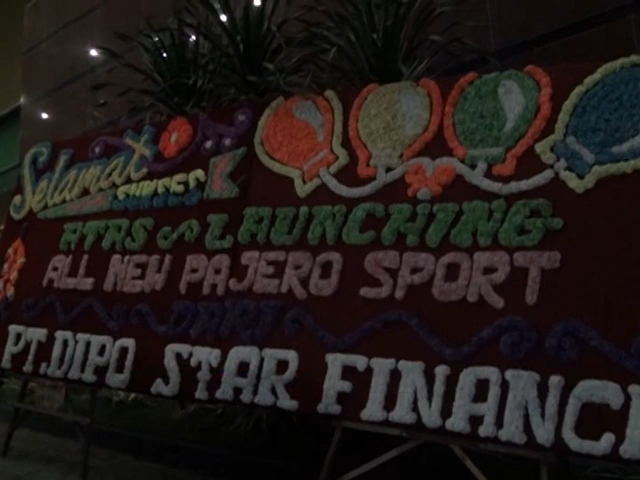 Selamat
SUKSES
ATAS LAUNCHING
ALL NEW PAJERO SPORT
DARI
PT.DIPO STAR FINANCE